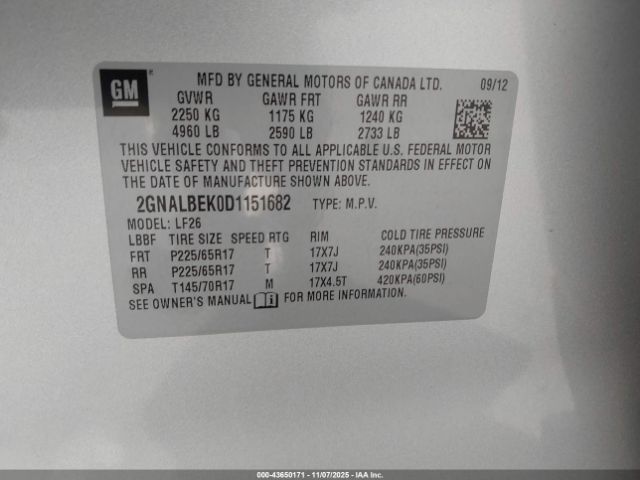 GM
MFD BY GENERAL MOTORS OF CANADA LTD. 09/12
GVWR GAWR FRT GAWR RR
2250 KG 1175 KG 1240 KG
4960 LB 2590 LB 2733 LB
THIS VEHICLE CONFORMS TO ALL APPLICABLE U.S. FEDERAL MOTOR
VEHICLE SAFETY AND THEFT PREVENTION STANDARDS IN EFFECT ON
THE DATE OF MANUFACTURE SHOWN ABOVE.
2GNALBEK0D1151682 TYPE: M.P.V.
MODEL: LF26
LBBF TIRE SIZE SPEED RTG RIM COLD TIRE PRESSURE
FRT P225/65R17 T 17X7J 240KPA(35PSI)
RR P225/65R17 T 17X7J 240KPA(35PSI)
SPA T145/70R17 M 17X4.5T 420KPA(60PSI)
SEE OWNER'S MANUAL FOR MORE INFORMATION.
000-43650171 - 11/07/2025 - IAA Inc.